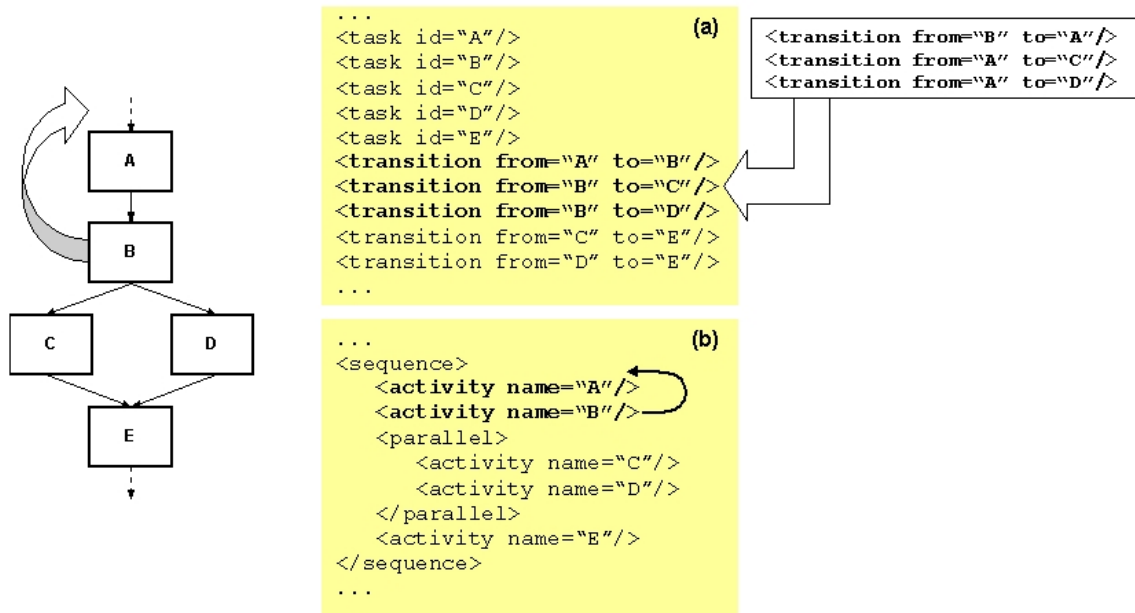 A
B
C
D
E
(a)
...
<task id="A"/>
<task id="B"/>
<task id="C"/>
<task id="D"/>
<task id="E"/>
<transition from="A" to="B"/>
<transition from="B" to="C"/>
<transition from="B" to="D"/>
<transition from="C" to="E"/>
<transition from="D" to="E"/>
...
<transition from="B" to="A"/>
<transition from="A" to="C"/>
<transition from="A" to="D"/>
(b)
...
<sequence>
<activity name="A"/>
<activity name="B"/>
<parallel>
<activity name="C"/>
<activity name="D"/>
</parallel>
<activity name="E"/>
</sequence>
...